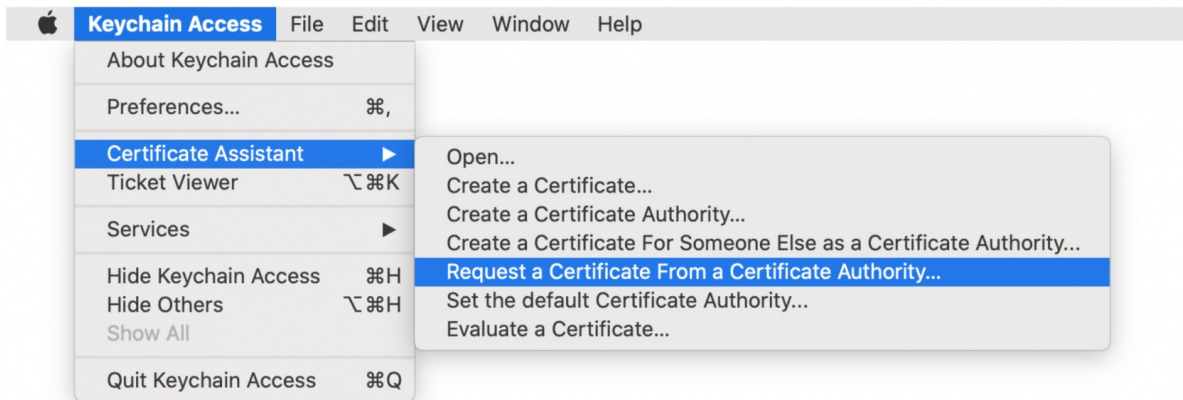 Keychain Access File Edit View Window Help
About Keychain Access
Preferences... ⌘,
Certificate Assistant ▶
Ticket Viewer ⌥⌘K
Services ▶
Hide Keychain Access ⌘H
Hide Others ⌥⌘H
Show All
Quit Keychain Access ⌘Q
Open...
Create a Certificate...
Create a Certificate Authority...
Create a Certificate For Someone Else as a Certificate Authority...
Request a Certificate From a Certificate Authority...
Set the default Certificate Authority...
Evaluate a Certificate...